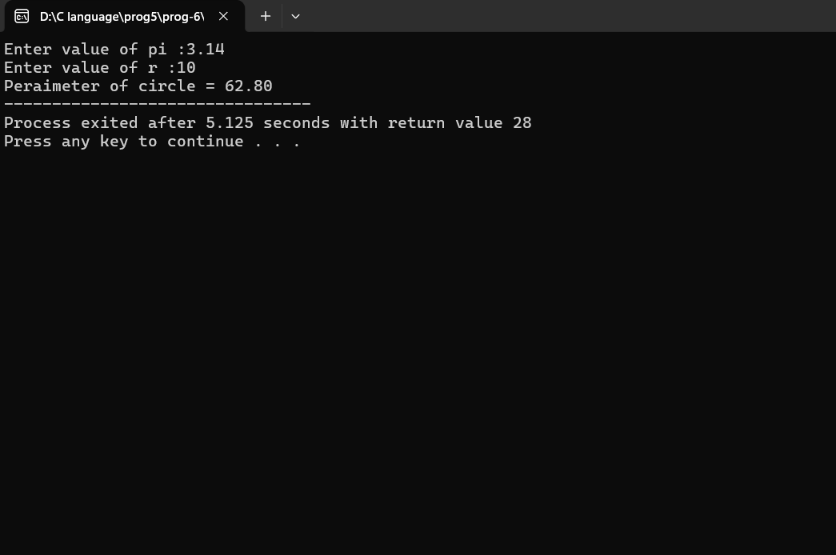 D:\C language\prog5\prog-6\
Enter value of pi :3.14
Enter value of r :10
Peraimeter of circle = 62.80
--------------------------------
Process exited after 5.125 seconds with return value 28
Press any key to continue . . .